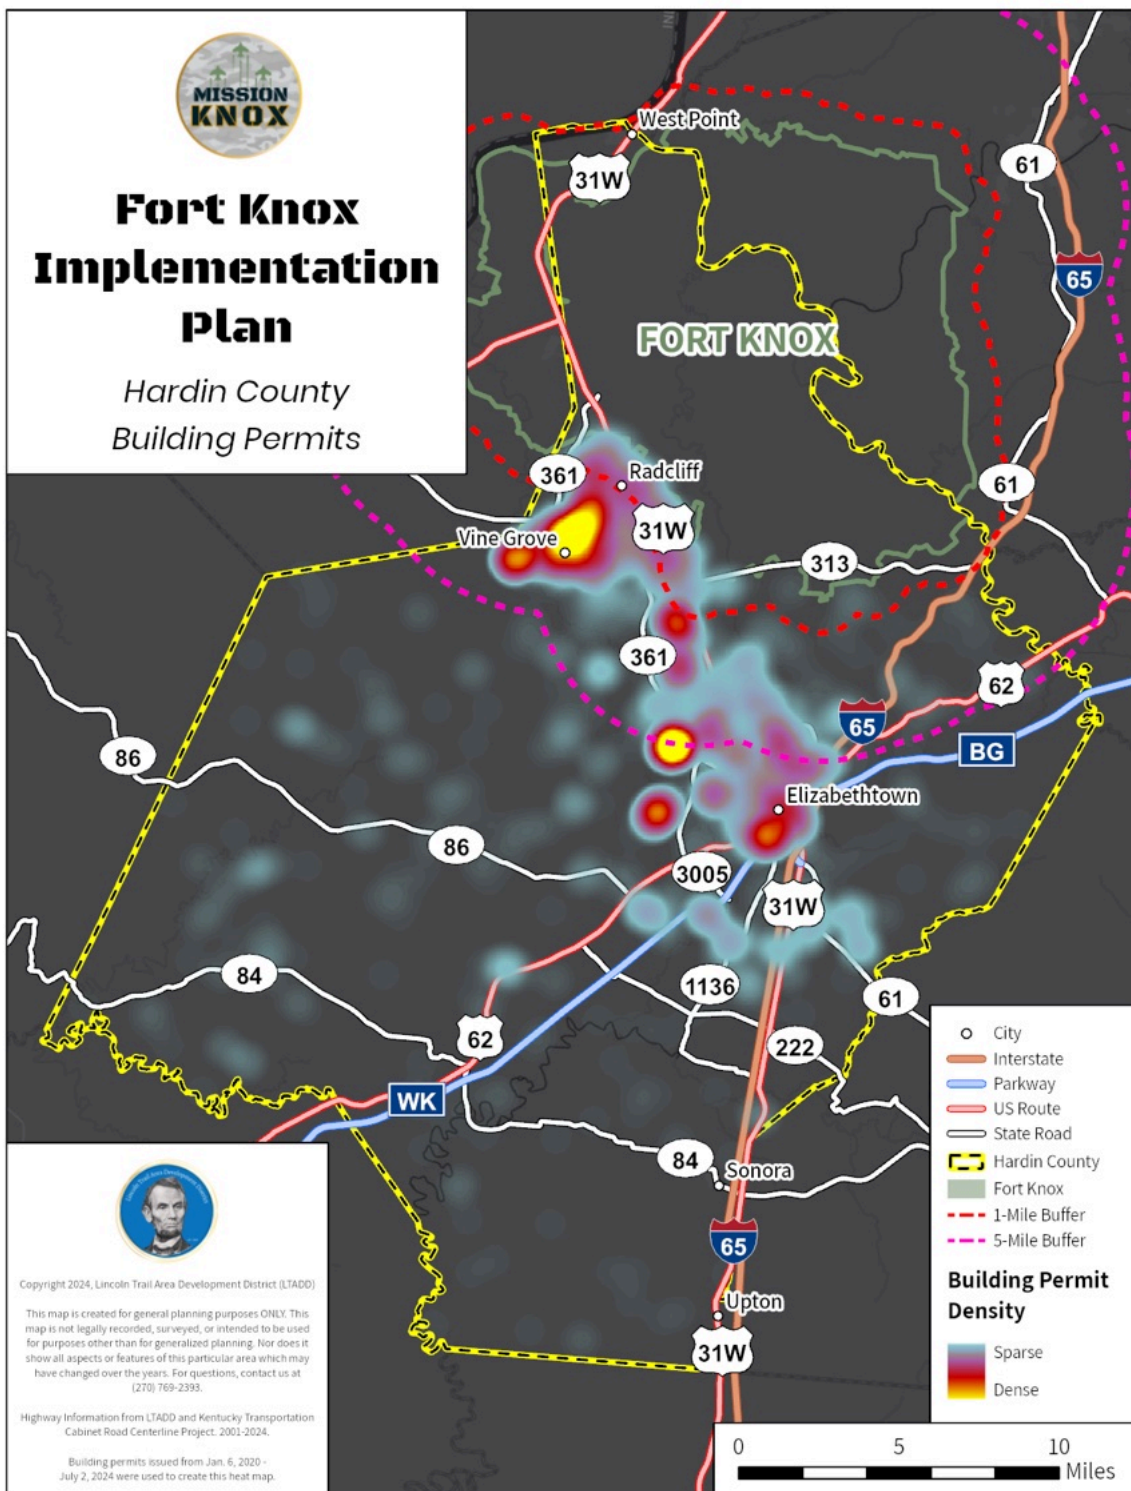 MISSION
KNOX
Fort Knox
Implementation
Plan
Hardin County
Building Permits
West Point
31W
61
65
FORT KNOX
361
Radcliff
61
31W
Vine Grove
313
361
62
65
86
BG
Elizabethtown
86
3005
31W
84
1136
61
62
222
WK
84
Sonora
65
Upton
31W
City
Interstate
Parkway
US Route
State Road
Hardin County
Fort Knox
1-Mile Buffer
5-Mile Buffer
Building Permit
Density
Sparse
Dense
0 5 10
Miles
Lincoln Trail Area Development District
Copyright 2024, Lincoln Trail Area Development District (LTADD)
This map is created for general planning purposes ONLY. This
map is not legally recorded, surveyed, or intended to be used
for purposes other than for generalized planning. Nor does it
show all aspects or features of this particular area which may
have changed over the years. For questions, contact us at
(270) 769-2393.
Highway Information from LTADD and Kentucky Transportation
Cabinet Road Centerline Project. 2001-2024.
Building permits issued from Jan. 6, 2020 -
July 2, 2024 were used to create this heat map.